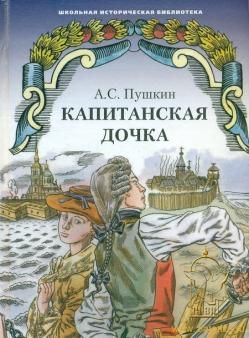 ШКОЛЬНАЯ ИСТОРИЧЕСКАЯ БИБЛИОТЕКА
А.С. Пушкин
КАПИТАНСКАЯ
ДОЧКА